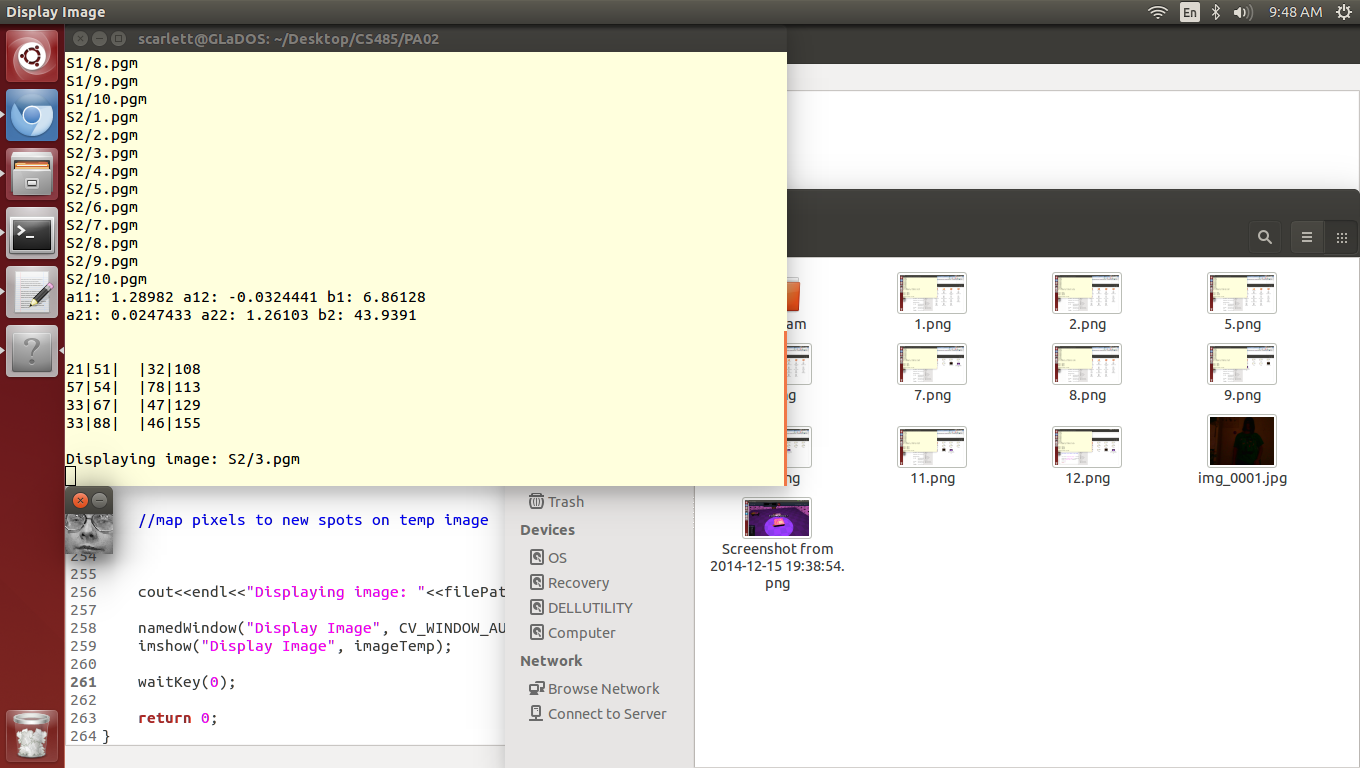 Display Image
En
9:48 AM
scarlett@GLaDOS: ~/Desktop/CS485/PA02
S1/8.pgm
S1/9.pgm
S1/10.pgm
S2/1.pgm
S2/2.pgm
S2/3.pgm
S2/4.pgm
S2/5.pgm
S2/6.pgm
S2/7.pgm
S2/8.pgm
S2/9.pgm
S2/10.pgm
a11: 1.28982 a12: -0.0324441 b1: 6.86128
a21: 0.0247433 a22: 1.26103 b2: 43.9391
21|51|  |32|108
57|54|  |78|113
33|67|  |47|129
33|88|  |46|155
Displaying image: S2/3.pgm
//map pixels to new spots on temp image
254
255
256 cout<<endl<<"Displaying image: "<<filePat
257
258 namedWindow("Display Image", CV_WINDOW_AU
259 imshow("Display Image", imageTemp);
260
261 waitKey(0);
262
263 return 0;
264 }
Trash
Devices
OS
Recovery
DELLUTILITY
Computer
Network
Browse Network
Connect to Server
am
1.png
2.png
5.png
ng
7.png
8.png
9.png
ng
11.png
12.png
img_0001.jpg
Screenshot from
2014-12-15 19:38:54.
png